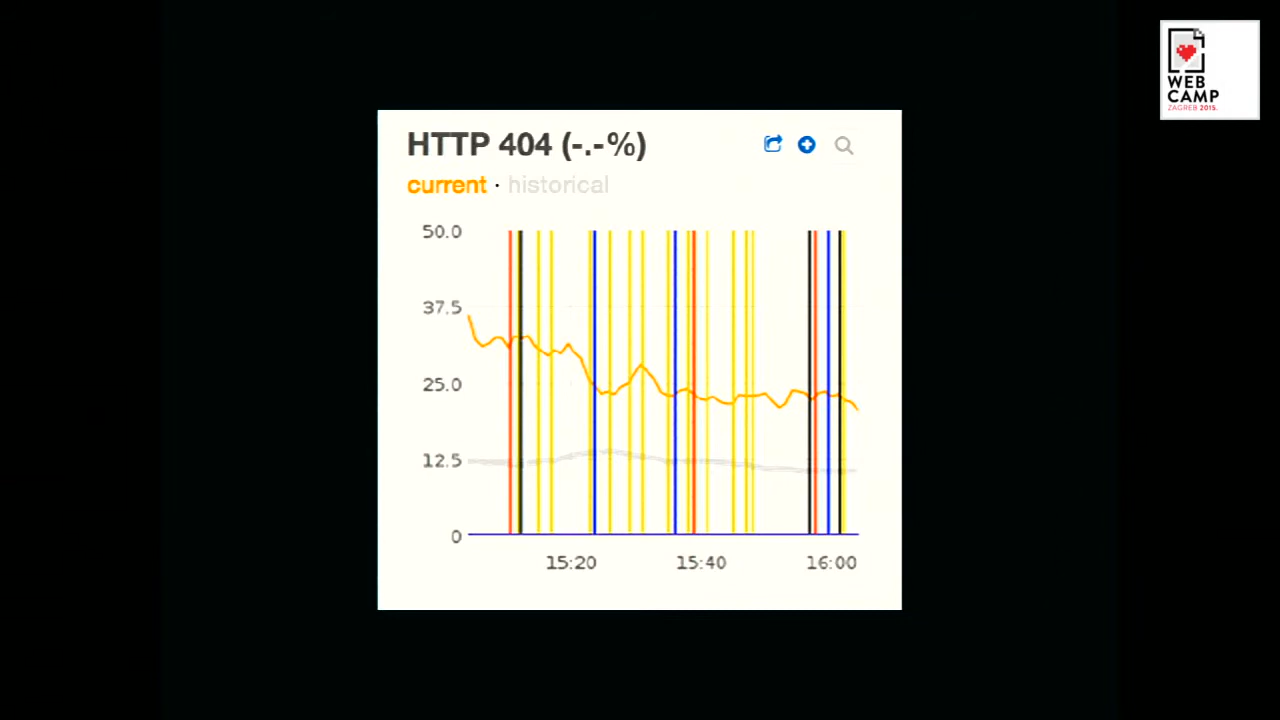 WEB
CAMP
ZAGREB 2015.
HTTP 404 (-.-%)
current · historical
50.0
37.5
25.0
12.5
0
15:20 15:40 16:00